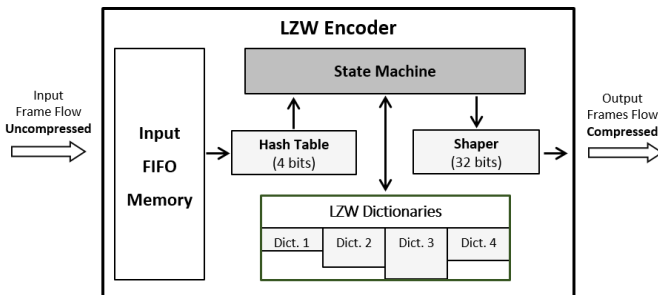 LZW Encoder
Input
Frame Flow
Uncompressed
Input
FIFO
Memory
State Machine
Hash Table
(4 bits)
Shaper
(32 bits)
LZW Dictionaries
Dict. 1
Dict. 2
Dict. 3
Dict. 4
Output
Frames Flow
Compressed